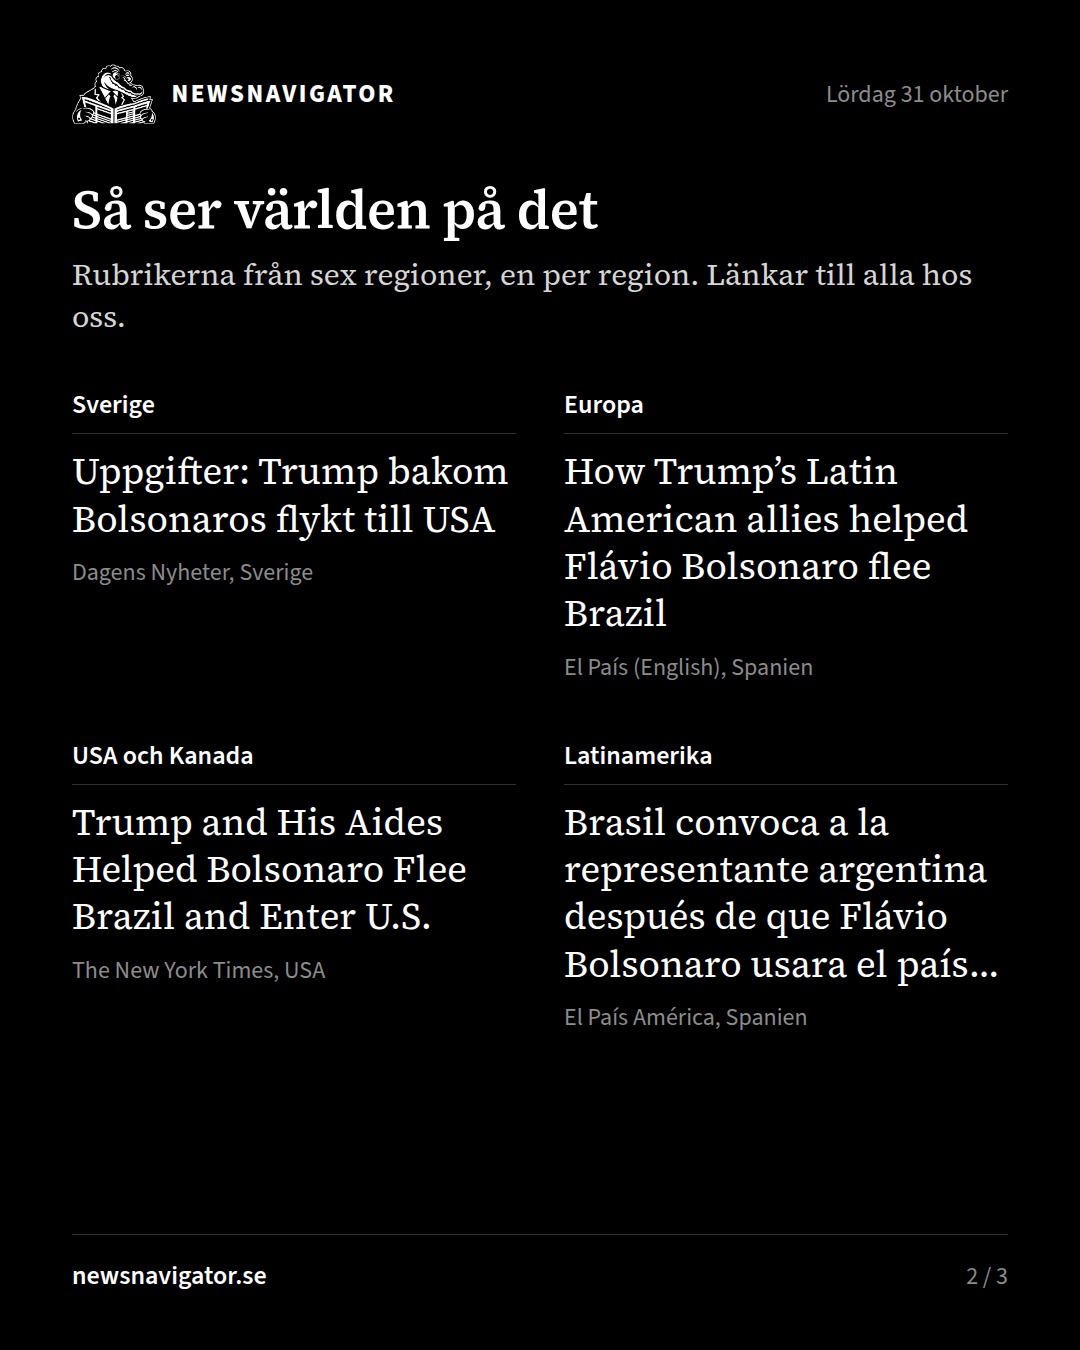 NEWSNAVIGATOR
Lördag 31 oktober
Så ser världen på det
Rubrikerna från sex regioner, en per region. Länkar till alla hos
oss.
Sverige
Uppgifter: Trump bakom
Bolsonaros flykt till USA
Dagens Nyheter, Sverige
Europa
How Trump’s Latin
American allies helped
Flávio Bolsonaro flee
Brazil
El País (English), Spanien
USA och Kanada
Trump and His Aides
Helped Bolsonaro Flee
Brazil and Enter U.S.
The New York Times, USA
Latinamerika
Brasil convoca a la
representante argentina
después de que Flávio
Bolsonaro usara el país...
El País América, Spanien
newsnavigator.se
2 / 3